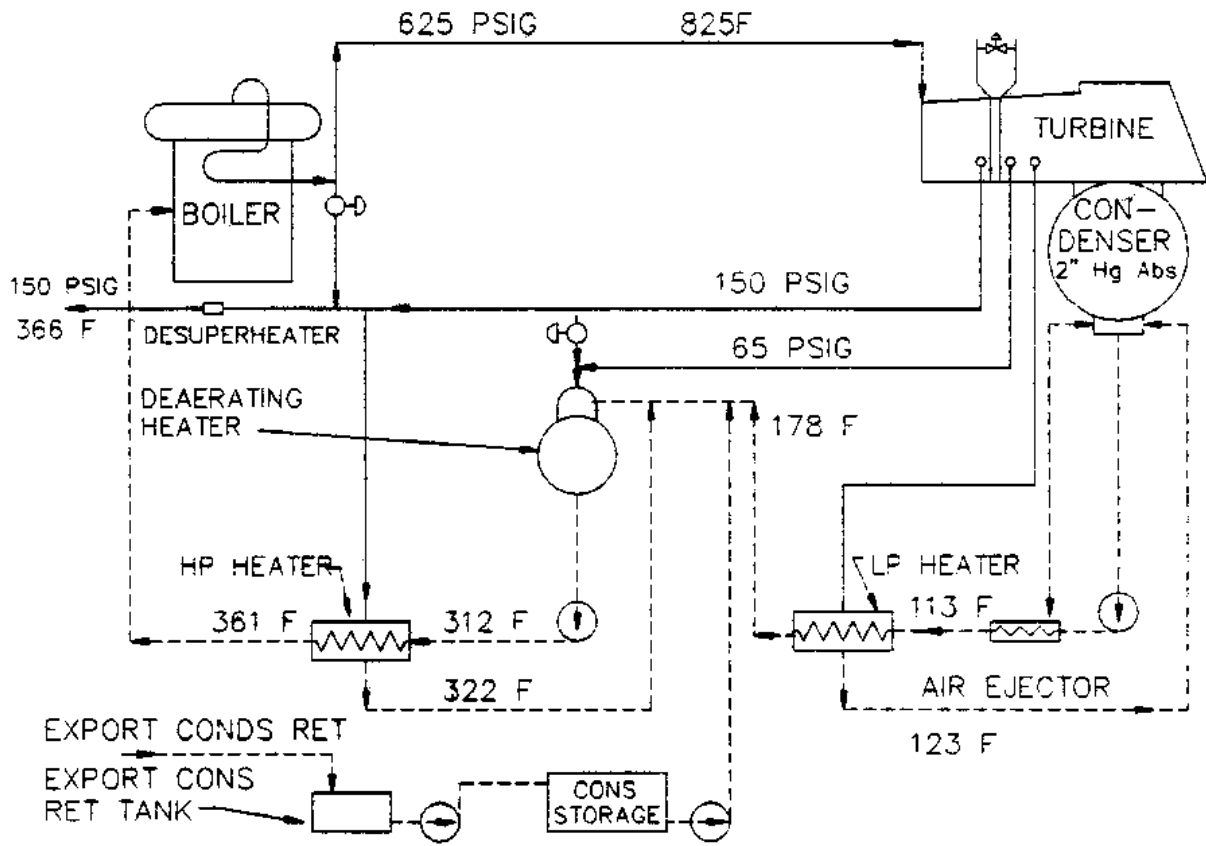 625 PSIG
825F
TURBINE
BOILER
CON-
DENSER
2" Hg Abs
150 PSIG
366 F
DESUPERHEATER
150 PSIG
65 PSIG
DEAERATING
HEATER
178 F
HP HEATER
LP HEATER
361 F
312 F
113 F
322 F
AIR EJECTOR
123 F
EXPORT CONDS RET
EXPORT CONS
RET TANK
CONS
STORAGE